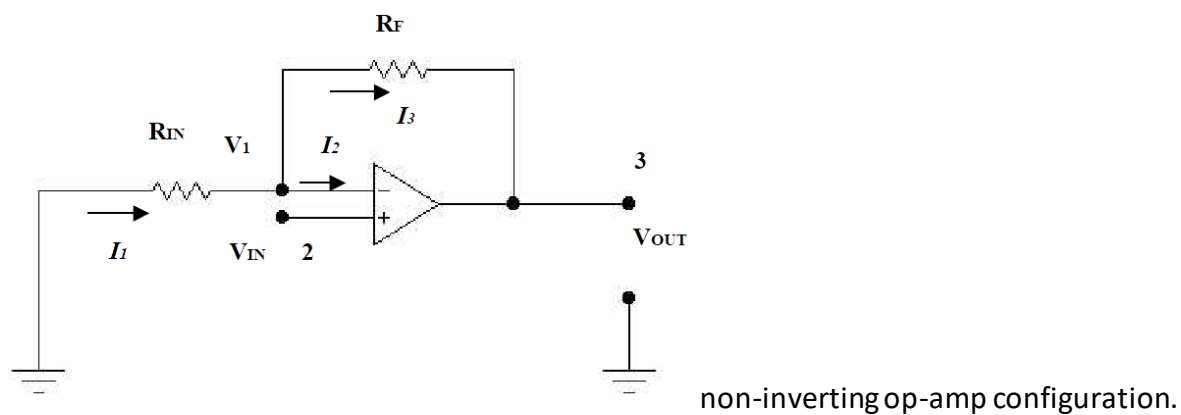 RF
I3
RIN
V1
I2
3
−
+
I1
VIN 2
VOUT
non-inverting op-amp configuration.